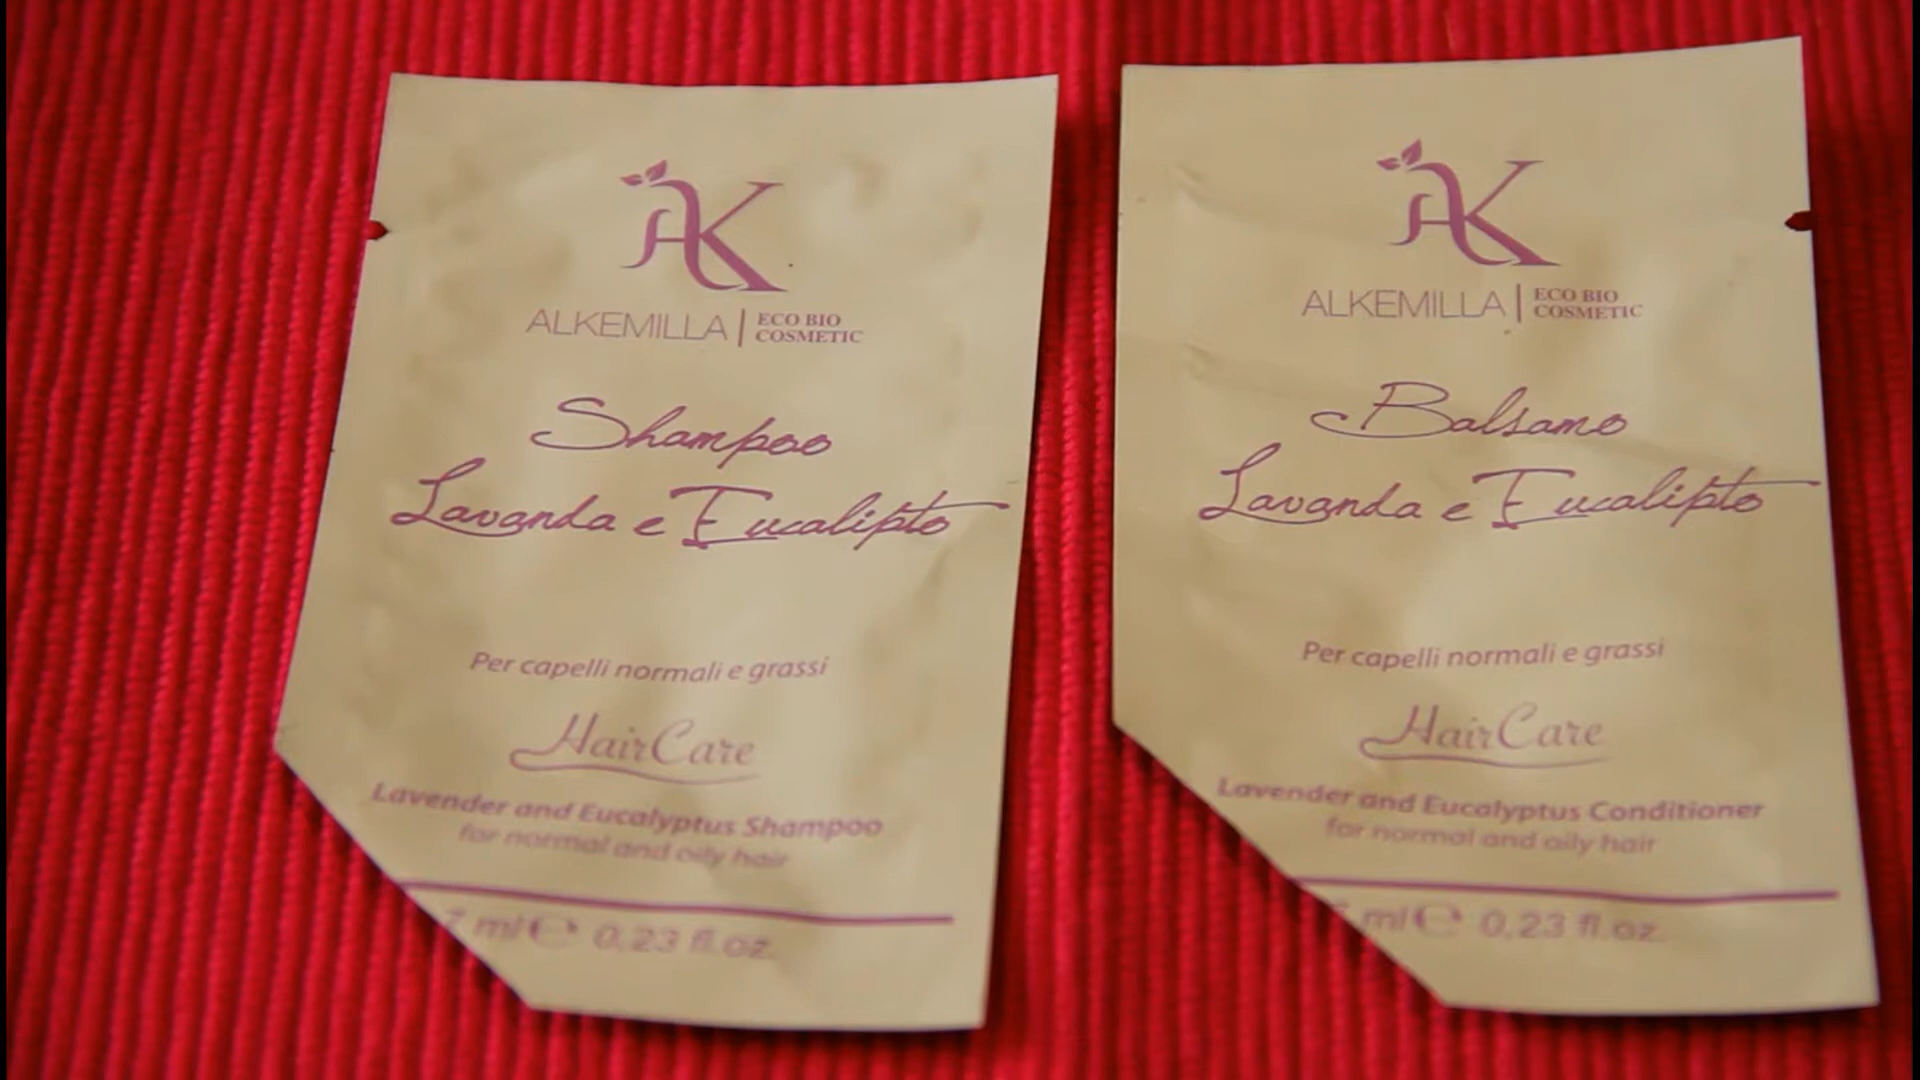 AK
ALKEMILLA | ECO BIO
COSMETIC
Shampoo
Lavanda e Eucalipto
Per capelli normali e grassi
HairCare
Lavender and Eucalyptus Shampoo
for normal and oily hair
ml e 0.23 fl.oz.
AK
ALKEMILLA | ECO BIO
COSMETIC
Balsamo
Lavanda e Eucalipto
Per capelli normali e grassi
HairCare
Lavender and Eucalyptus Conditioner
for normal and oily hair
ml e 0.23 fl.oz.